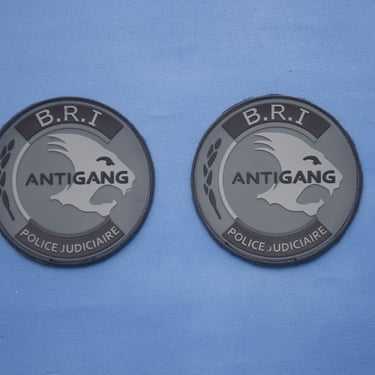 B.R.I
ANTIGANG
POLICE JUDICIAIRE
B.R.I
ANTIGANG
POLICE JUDICIAIRE